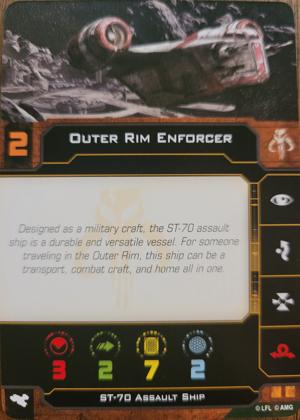 2 OUTER RIM ENFORCER
Designed as a military craft, the ST-70 assault
ship is a durable and versatile vessel. For someone
traveling in the Outer Rim, this ship can be a
transport, combat craft, and home all in one.
3 2 7 2
ST-70 ASSAULT SHIP
©LFL ©AMG